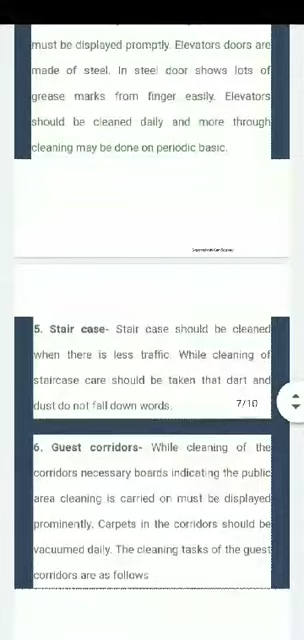 must be displayed promptly. Elevators doors are
made of steel. In steel door shows lots of
grease marks from finger easily. Elevators
should be cleaned daily and more through
cleaning may be done on periodic basic.
5. Stair case- Stair case should be cleaned
when there is less traffic. While cleaning of
staircase care should be taken that dart and
dust do not fall down words.
7/10
6. Guest corridors- While cleaning of the
corridors necessary boards indicating the public
area cleaning is carried on must be displayed
prominently. Carpets in the corridors should be
vacuumed daily. The cleaning tasks of the guest
corridors are as follows